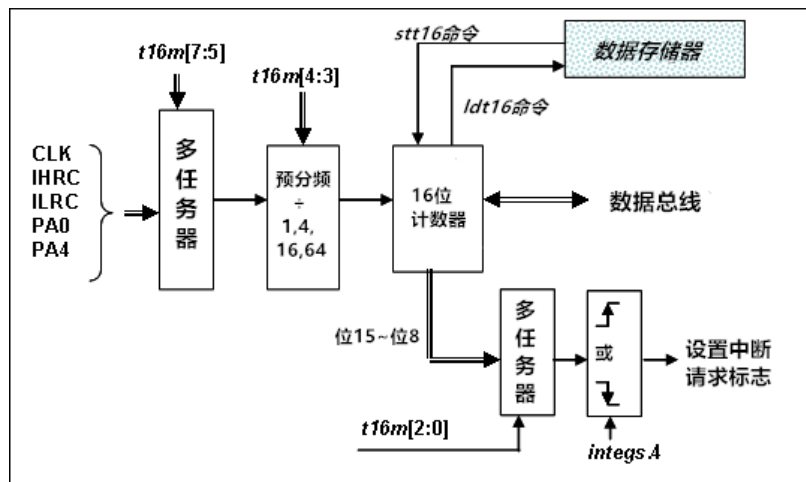 stt16命令
数据存储器
t16m[7:5]
t16m[4:3]
ldt16命令
CLK
IHRC
ILRC
PA0
PA4
多任务器
预分频
÷
1,4,
16,64
16位
计数器
数据总线
位15~位8
多任务器
或
设置中断
请求标志
t16m[2:0]
integs.4